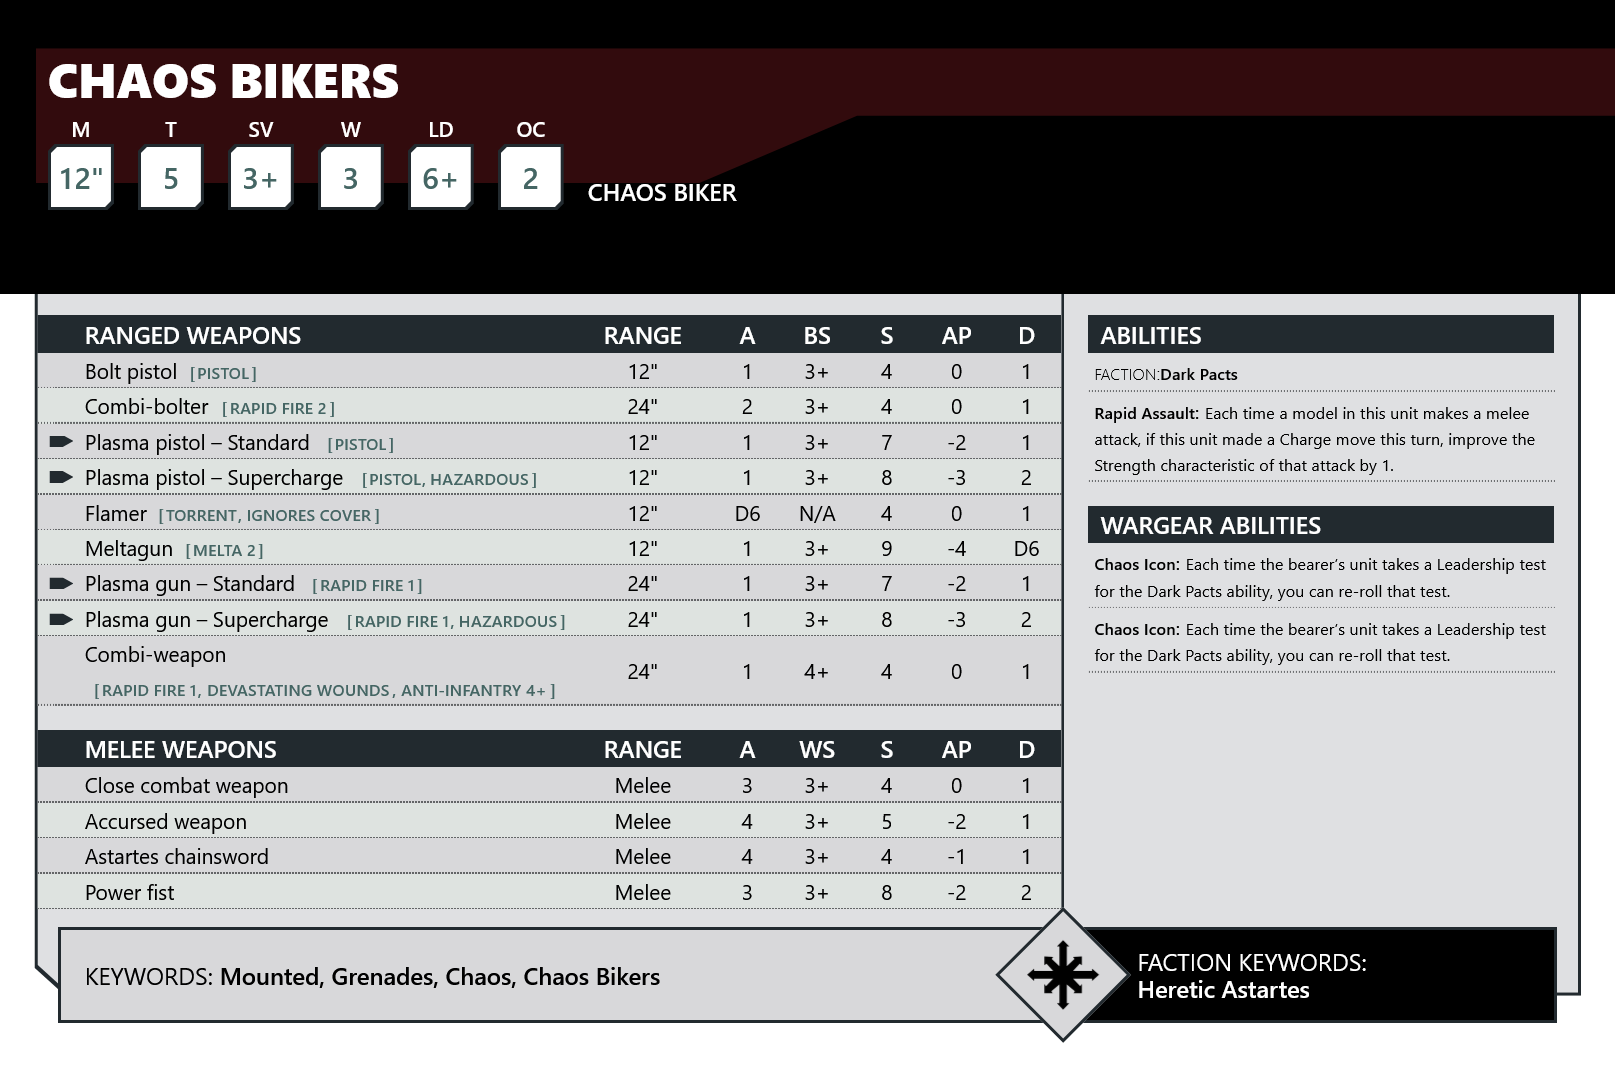 CHAOS BIKERS
M T SV W LD OC
12" 5 3+ 3 6+ 2 CHAOS BIKER
RANGED WEAPONS RANGE A BS S AP D
Bolt pistol [PISTOL] 12" 1 3+ 4 0 1
Combi-bolter [RAPID FIRE 2] 24" 2 3+ 4 0 1
Plasma pistol – Standard [PISTOL] 12" 1 3+ 7 -2 1
Plasma pistol – Supercharge [PISTOL, HAZARDOUS] 12" 1 3+ 8 -3 2
Flamer [TORRENT, IGNORES COVER] 12" D6 N/A 4 0 1
Meltagun [MELTA 2] 12" 1 3+ 9 -4 D6
Plasma gun – Standard [RAPID FIRE 1] 24" 1 3+ 7 -2 1
Plasma gun – Supercharge [RAPID FIRE 1, HAZARDOUS] 24" 1 3+ 8 -3 2
Combi-weapon
24" 1 4+ 4 0 1
[RAPID FIRE 1, DEVASTATING WOUNDS, ANTI-INFANTRY 4+]
MELEE WEAPONS RANGE A WS S AP D
Close combat weapon Melee 3 3+ 4 0 1
Accursed weapon Melee 4 3+ 5 -2 1
Astartes chainsword Melee 4 3+ 4 -1 1
Power fist Melee 3 3+ 8 -2 2
ABILITIES
FACTION:Dark Pacts
Rapid Assault: Each time a model in this unit makes a melee
attack, if this unit made a Charge move this turn, improve the
Strength characteristic of that attack by 1.
WARGEAR ABILITIES
Chaos Icon: Each time the bearer's unit takes a Leadership test
for the Dark Pacts ability, you can re-roll that test.
Chaos Icon: Each time the bearer's unit takes a Leadership test
for the Dark Pacts ability, you can re-roll that test.
KEYWORDS: Mounted, Grenades, Chaos, Chaos Bikers
FACTION KEYWORDS:
Heretic Astartes